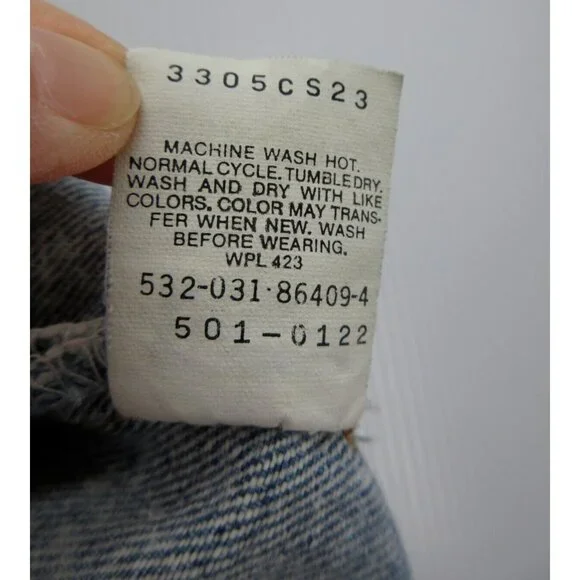 3305CS23
MACHINE WASH HOT.
NORMAL CYCLE. TUMBLE DRY.
WASH AND DRY WITH LIKE
COLORS. COLOR MAY TRANS-
FER WHEN NEW. WASH
BEFORE WEARING.
WPL 423
532-031-86409-4
501-0122